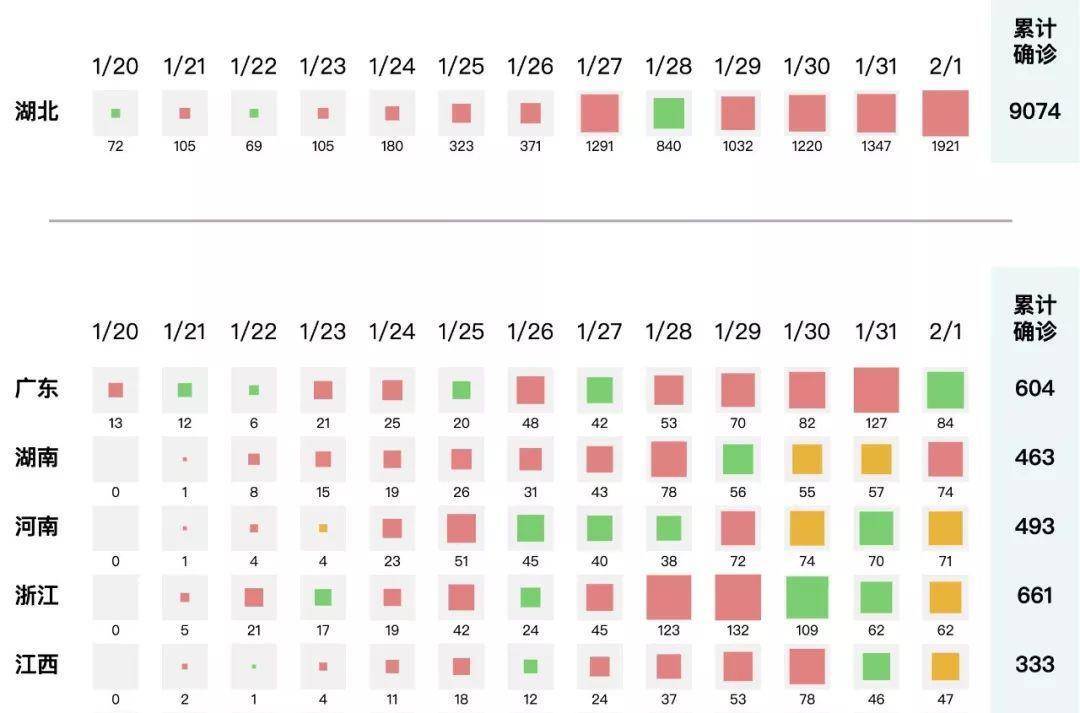 累计
确诊
1/20 1/21 1/22 1/23 1/24 1/25 1/26 1/27 1/28 1/29 1/30 1/31 2/1
湖北 9074
72 105 69 105 180 323 371 1291 840 1032 1220 1347 1921
累计
确诊
1/20 1/21 1/22 1/23 1/24 1/25 1/26 1/27 1/28 1/29 1/30 1/31 2/1
广东 604
13 12 6 21 25 20 48 42 53 70 82 127 84
湖南 463
0 1 8 15 19 26 31 43 78 56 55 57 74
河南 493
0 1 4 4 23 51 45 40 38 72 74 70 71
浙江 661
0 5 21 17 19 42 24 45 123 132 109 62 62
江西 333
0 2 1 4 11 18 12 24 37 53 78 46 47